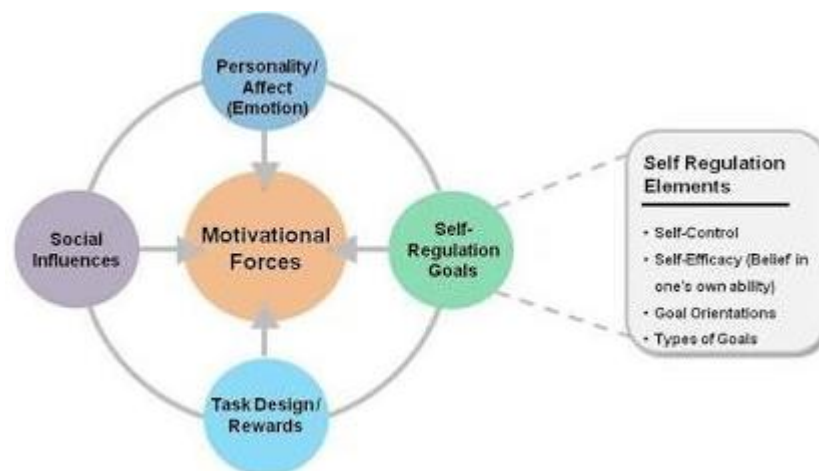 Personality/
Affect
(Emotion)
Social
Influences
Motivational
Forces
Self-
Regulation
Goals
Task Design/
Rewards
Self Regulation
Elements
• Self-Control
• Self-Efficacy (Belief in
one's own ability)
• Goal Orientations
• Types of Goals